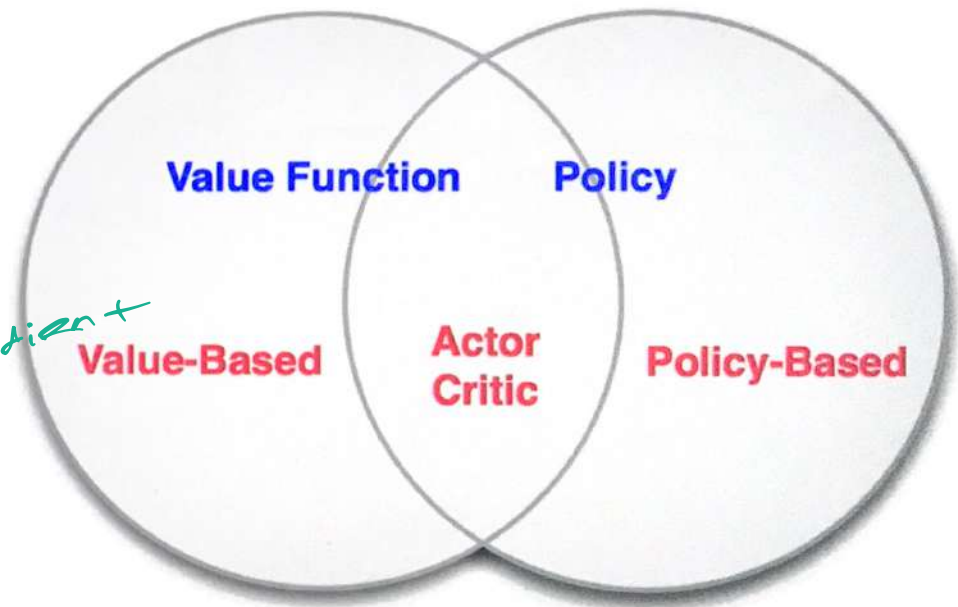 Value Function
Policy
Value-Based
Actor
Critic
Policy-Based